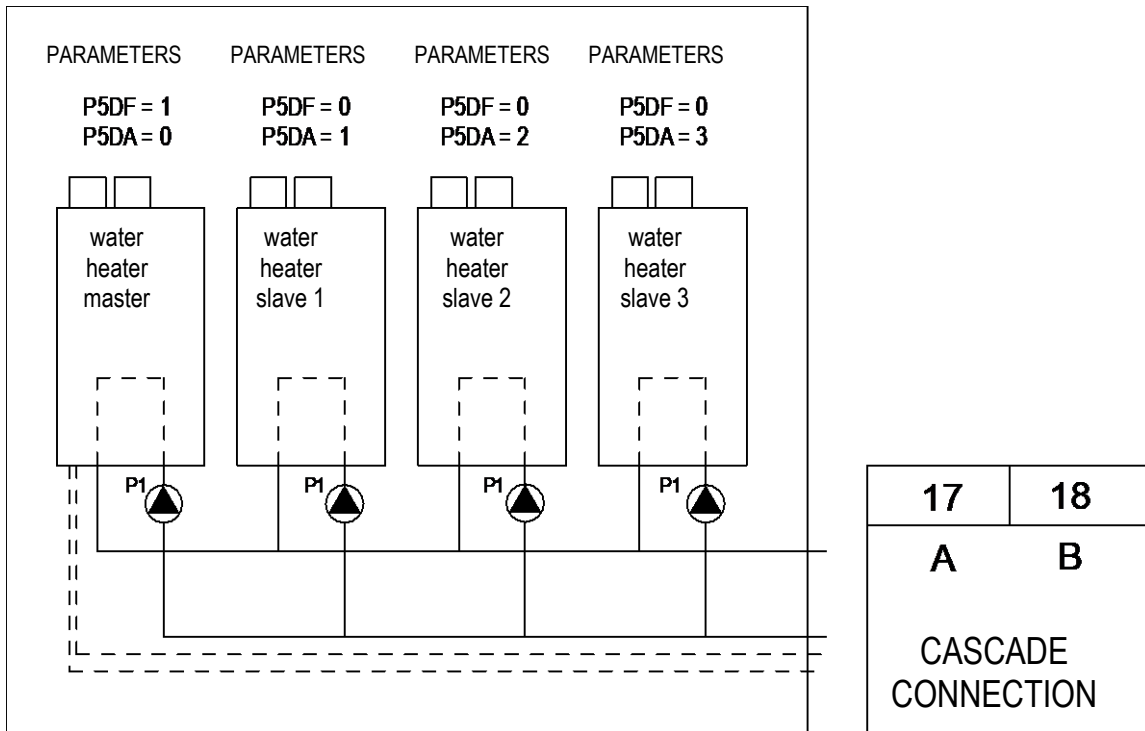 PARAMETERS PARAMETERS PARAMETERS PARAMETERS
P5DF = 1 P5DF = 0 P5DF = 0 P5DF = 0
P5DA = 0 P5DA = 1 P5DA = 2 P5DA = 3
water water water water
heater heater heater heater
master slave 1 slave 2 slave 3
P1 P1 P1 P1
17 18
A B
CASCADE
CONNECTION